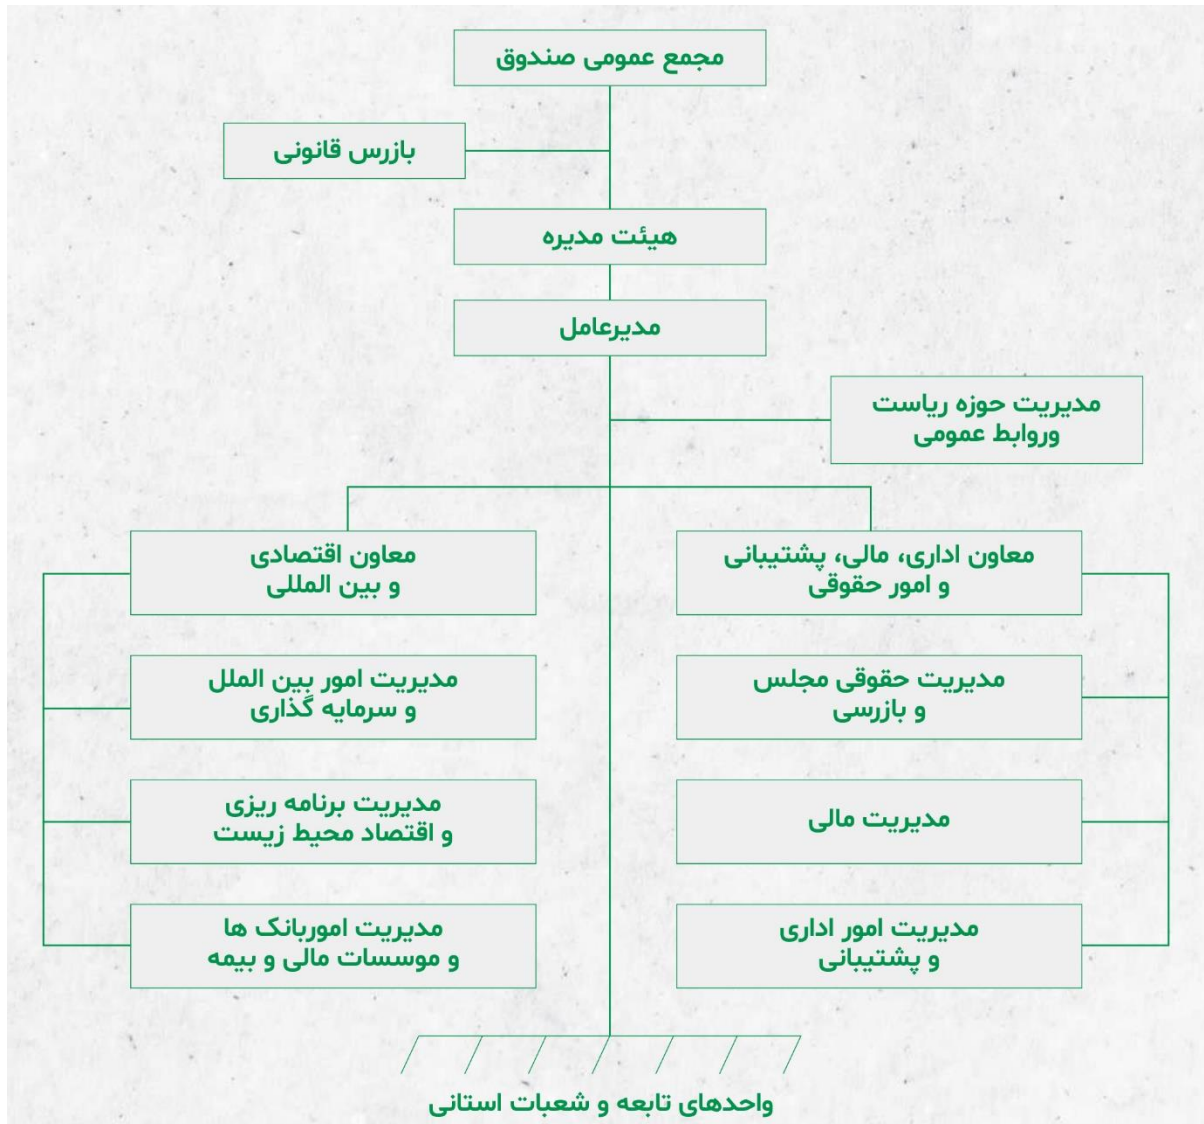 مجمع عمومی صندوق
بازرس قانونی
هیئت مدیره
مدیرعامل
مدیریت حوزه ریاست
وروابط عمومی
معاون اداری، مالی، پشتیبانی
و امور حقوقی
معاون اقتصادی
و بین المللی
مدیریت حقوقی مجلس
و بازرسی
مدیریت امور بین الملل
و سرمایه گذاری
مدیریت مالی
مدیریت برنامه ریزی
و اقتصاد محیط زیست
مدیریت امور اداری
و پشتیبانی
مدیریت اموربانک ها
و موسسات مالی و بیمه
واحدهای تابعه و شعبات استانی